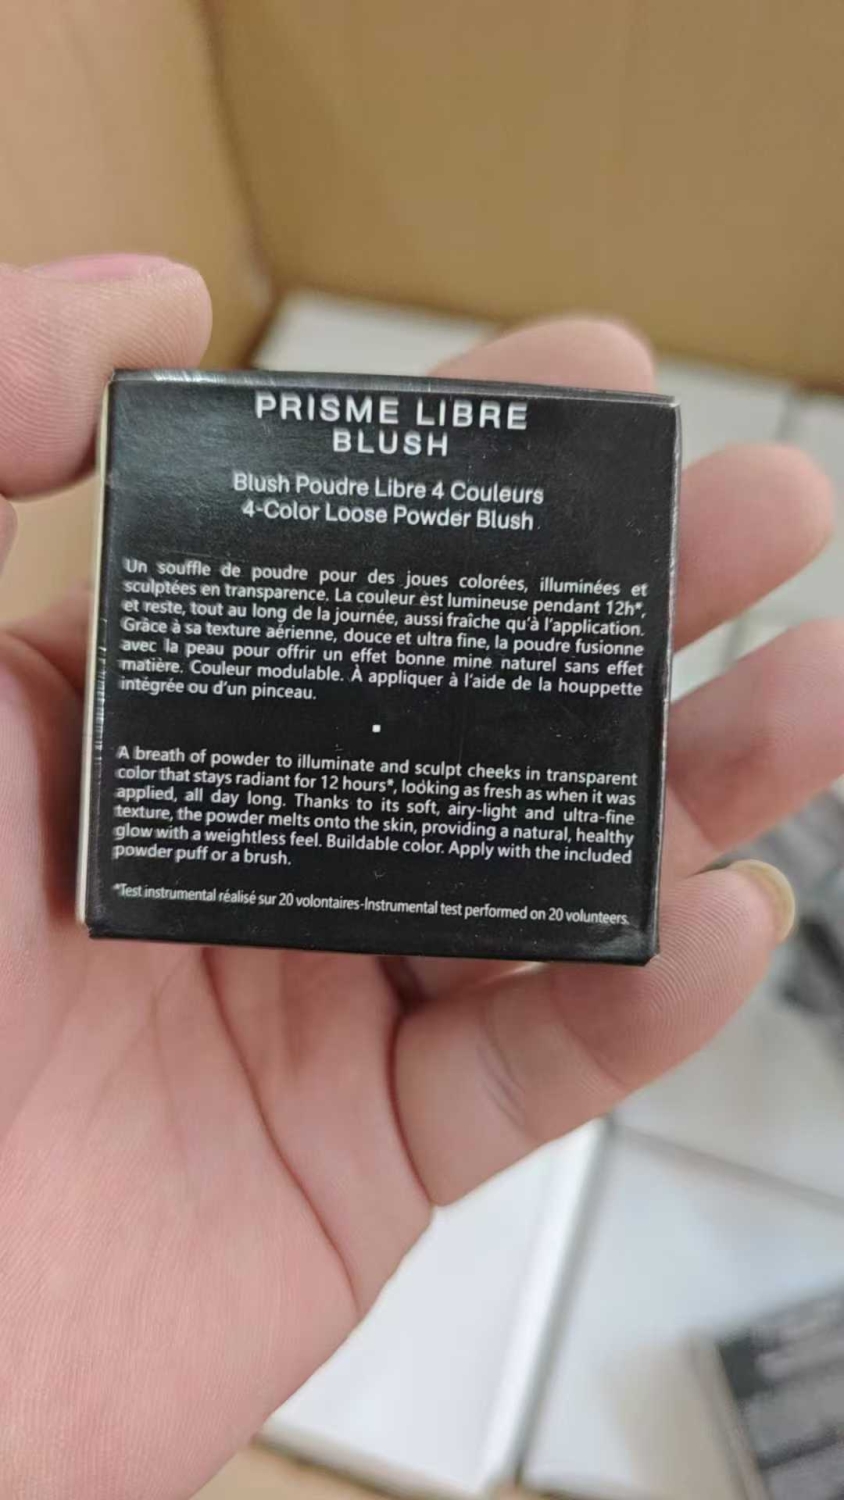 PRISME LIBRE
BLUSH
Blush Poudre Libre 4 Couleurs
4-Color Loose Powder Blush
Un souffle de poudre pour des joues colorées, illuminées et
sculptées en transparence. La couleur est lumineuse pendant 12h*,
et reste, tout au long de la journée, aussi fraîche qu'à l'application.
Grâce à sa texture aérienne, douce et ultra fine, la poudre fusionne
avec la peau pour offrir un effet bonne mine naturel sans effet
matière. Couleur modulable. À appliquer à l'aide de la houppette
intégrée ou d'un pinceau.
A breath of powder to illuminate and sculpt cheeks in transparent
color that stays radiant for 12 hours*, looking as fresh as when it was
applied, all day long. Thanks to its soft, airy-light and ultra-fine
texture, the powder melts onto the skin, providing a natural, healthy
glow with a weightless feel. Buildable color. Apply with the included
powder puff or a brush.
*Test instrumental réalisé sur 20 volontaires-Instrumental test performed on 20 volunteers.